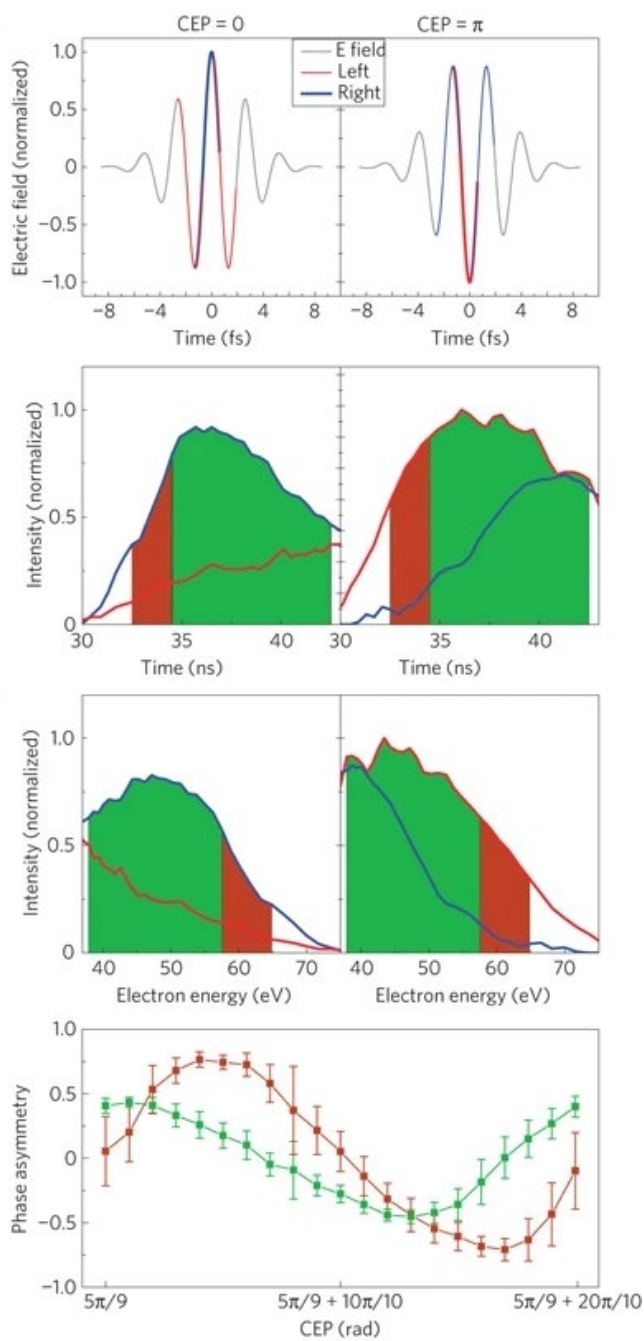 CEP = 0
CEP = π
E field
Left
Right
Electric field (normalized)
1.0
0.5
0
−0.5
−1.0
−8 −4 0 4 8
−8 −4 0 4 8
Time (fs)
Time (fs)
Intensity (normalized)
1.0
0.5
0
30 35 40
30 35 40
Time (ns)
Time (ns)
Intensity (normalized)
1.0
0.5
0
40 50 60 70
40 50 60 70
Electron energy (eV)
Electron energy (eV)
Phase asymmetry
1.0
0.5
0
−0.5
−1.0
5π/9
5π/9 + 10π/10
5π/9 + 20π/10
CEP (rad)